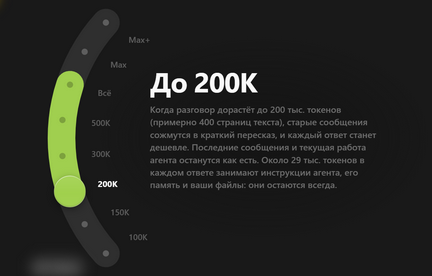 Max+
Max
Всё
500K
300K
200K
150K
100K
До 200K
Когда разговор дорастёт до 200 тыс. токенов
(примерно 400 страниц текста), старые сообщения
сожмутся в краткий пересказ, и каждый ответ станет
дешевле. Последние сообщения и текущая работа
агента останутся как есть. Около 29 тыс. токенов в
каждом ответе занимают инструкции агента, его
память и ваши файлы: они остаются всегда.